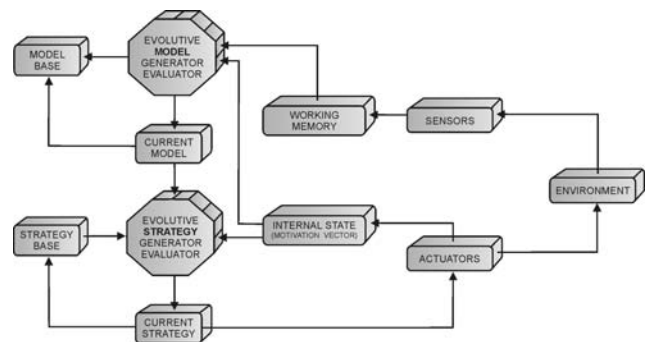 MODEL
BASE
EVOLUTIVE
MODEL
GENERATOR
EVALUATOR
WORKING
MEMORY
SENSORS
CURRENT
MODEL
ENVIRONMENT
STRATEGY
BASE
EVOLUTIVE
STRATEGY
GENERATOR
EVALUATOR
INTERNAL STATE
(MOTIVATION VECTOR)
ACTUATORS
CURRENT
STRATEGY